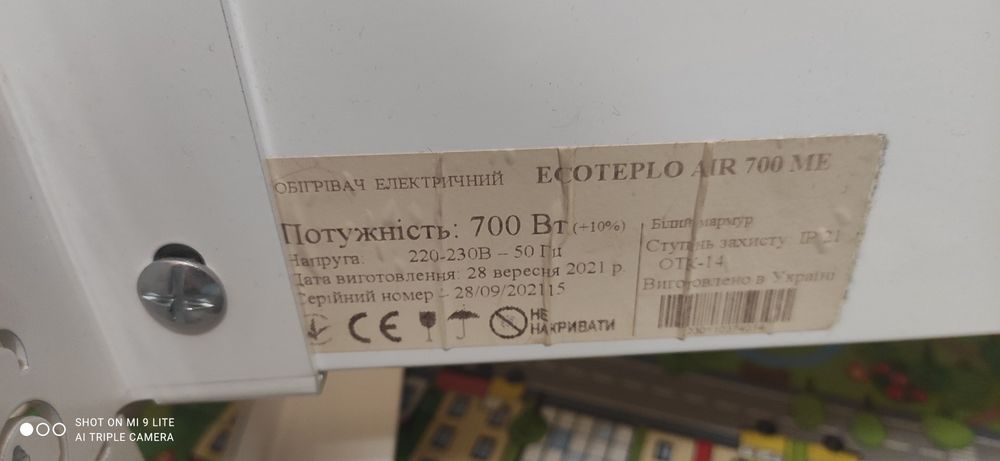 ОБІГРІВАЧ ЕЛЕКТРИЧНИЙ ECOTEPLO AIR 700 ME
Потужність: 700 Вт (+10%)
Напруга: 220-230В – 50 Гц
Дата виготовлення: 28 вересня 2021 р.
Серійний номер – 28/09/202115
CE
НЕ
НАКРИВАТИ
Білий мармур
Ступень захисту: IP 21
ОТК-14
Виготовлено в Україні
SHOT ON MI 9 LITE
AI TRIPLE CAMERA